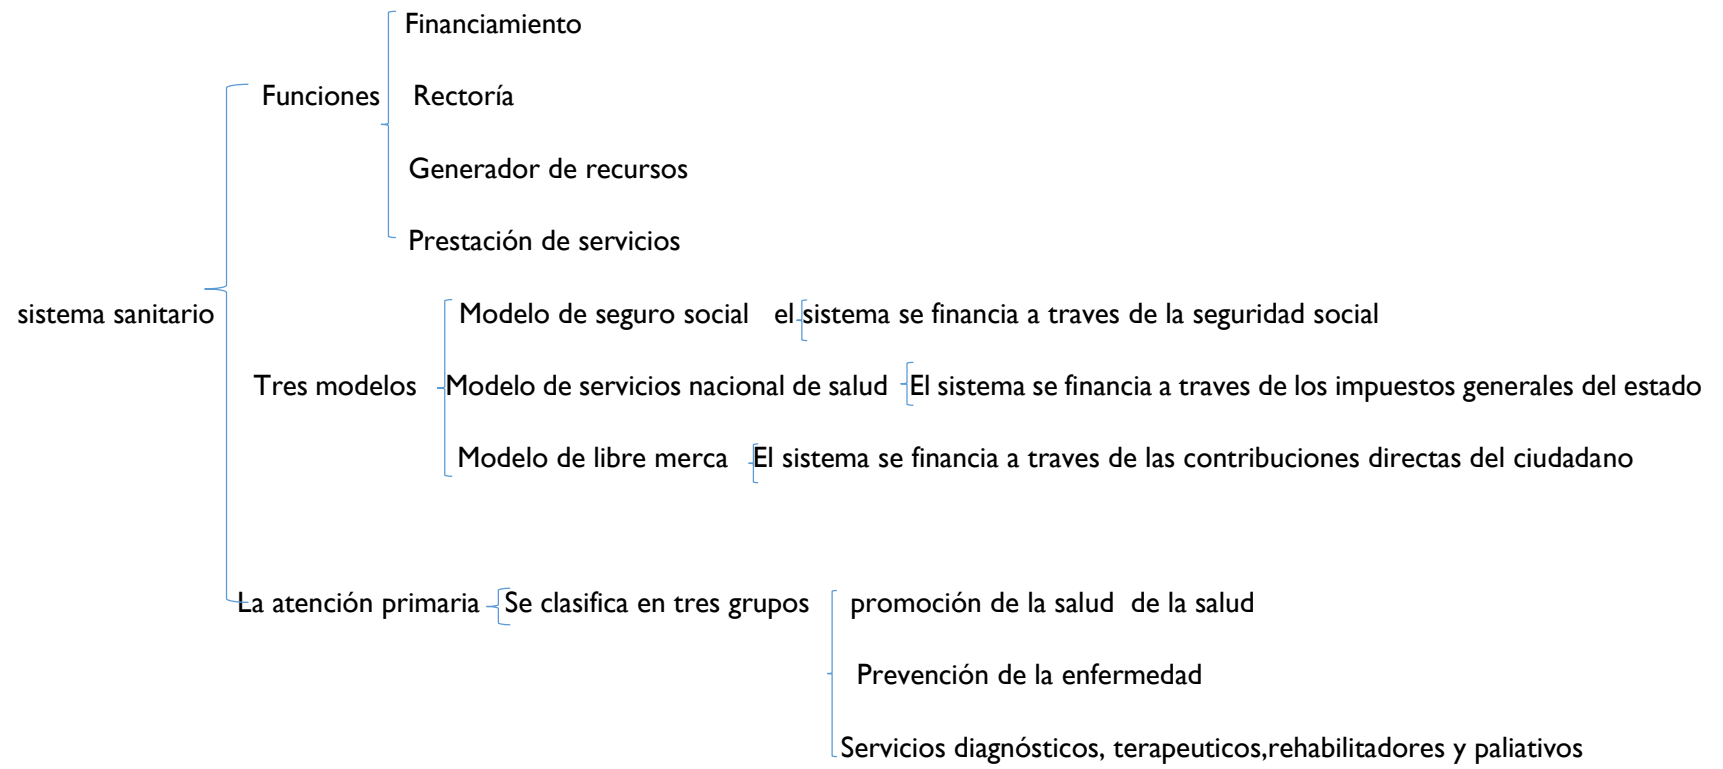 Financiamiento
Funciones Rectoría
Generador de recursos
Prestación de servicios
sistema sanitario Modelo de seguro social el sistema se financia a traves de la seguridad social
Tres modelos Modelo de servicios nacional de salud El sistema se financia a traves de los impuestos generales del estado
Modelo de libre merca El sistema se financia a traves de las contribuciones directas del ciudadano
La atención primaria Se clasifica en tres grupos promoción de la salud de la salud
Prevención de la enfermedad
Servicios diagnósticos, terapeuticos,rehabilitadores y paliativos